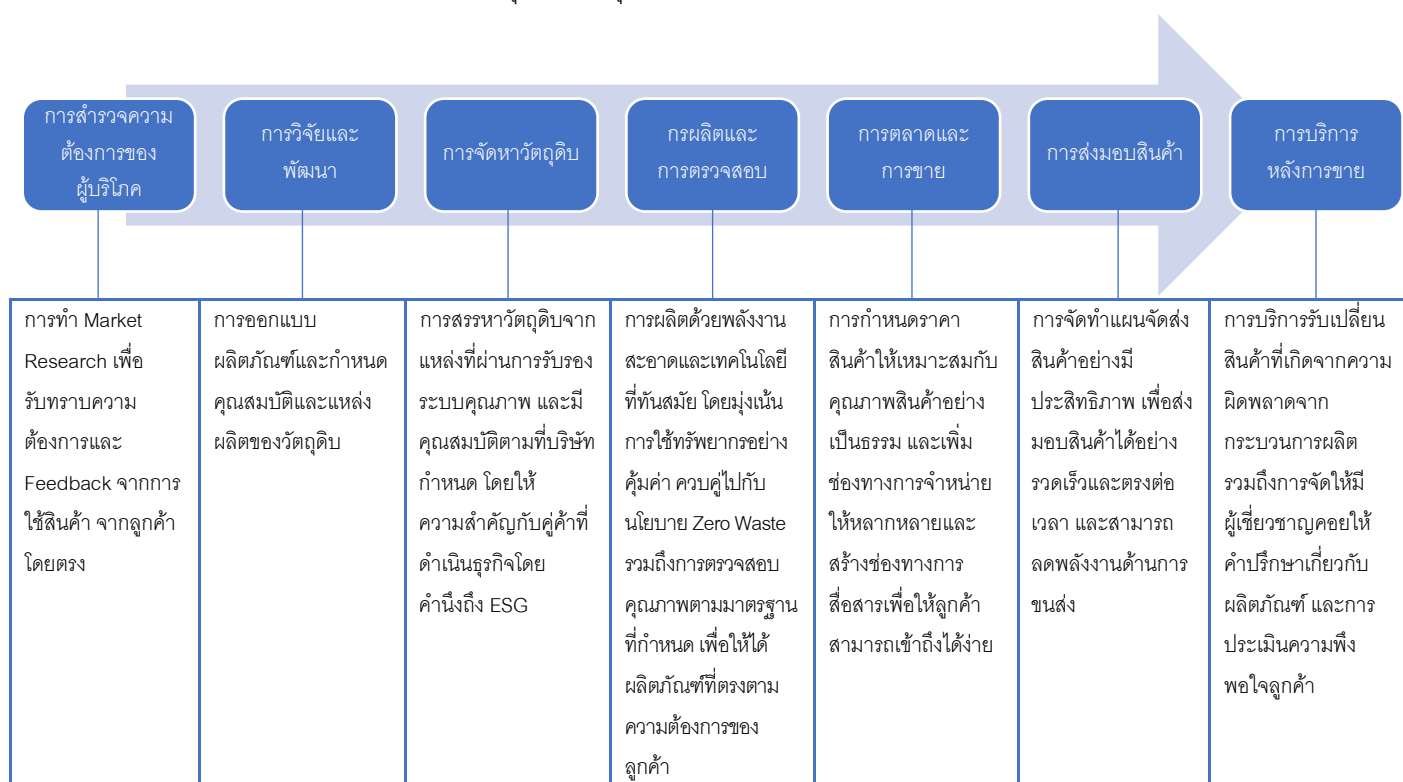 การสำรวจความ
ต้องการของ
ผู้บริโภค
การวิจัยและ
พัฒนา
การจัดหาวัตถุดิบ
กรผลิตและ
การตรวจสอบ
การตลาดและ
การขาย
การส่งมอบสินค้า
การบริการ
หลังการขาย
การทำ Market
Research เพื่อ
รับทราบความ
ต้องการและ
Feedback จากการ
ใช้สินค้า จากลูกค้า
โดยตรง
การออกแบบ
ผลิตภัณฑ์และกำหนด
คุณสมบัติและแหล่ง
ผลิตของวัตถุดิบ
การสรรหาวัตถุดิบจาก
แหล่งที่ผ่านการรับรอง
ระบบคุณภาพ และมี
คุณสมบัติตามที่บริษัท
กำหนด โดยให้
ความสำคัญกับคู่ค้าที่
ดำเนินธุรกิจโดย
คำนึงถึง ESG
การผลิตด้วยพลังงาน
สะอาดและเทคโนโลยี
ที่ทันสมัย โดยมุ่งเน้น
การใช้ทรัพยากรอย่าง
คุ้มค่า ควบคู่ไปกับ
นโยบาย Zero Waste
รวมถึงการตรวจสอบ
คุณภาพตามมาตรฐาน
ที่กำหนด เพื่อให้ได้
ผลิตภัณฑ์ที่ตรงตาม
ความต้องการของ
ลูกค้า
การกำหนดราคา
สินค้าให้เหมาะสมกับ
คุณภาพสินค้าอย่าง
เป็นธรรม และเพิ่ม
ช่องทางการจำหน่าย
ให้หลากหลายและ
สร้างช่องทางการ
สื่อสารเพื่อให้ลูกค้า
สามารถเข้าถึงได้ง่าย
การจัดทำแผนจัดส่ง
สินค้าอย่างมี
ประสิทธิภาพ เพื่อส่ง
มอบสินค้าได้อย่าง
รวดเร็วและตรงต่อ
เวลา และสามารถ
ลดพลังงานด้านการ
ขนส่ง
การบริการรับเปลี่ยน
สินค้าที่เกิดจากความ
ผิดพลาดจาก
กระบวนการผลิต
รวมถึงการจัดให้มี
ผู้เชี่ยวชาญคอยให้
คำปรึกษาเกี่ยวกับ
ผลิตภัณฑ์ และการ
ประเมินความพึง
พอใจลูกค้า